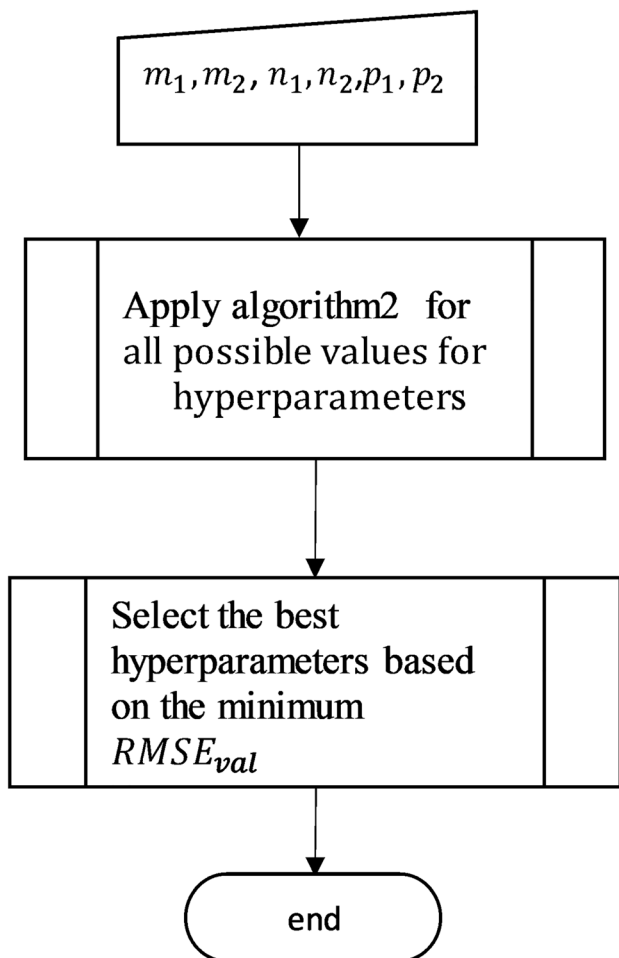 m₁,m₂, n₁,n₂,p₁, p₂
Apply algorithm2 for
all possible values for
hyperparameters
Select the best
hyperparameters based
on the minimum
RMSE_val
end